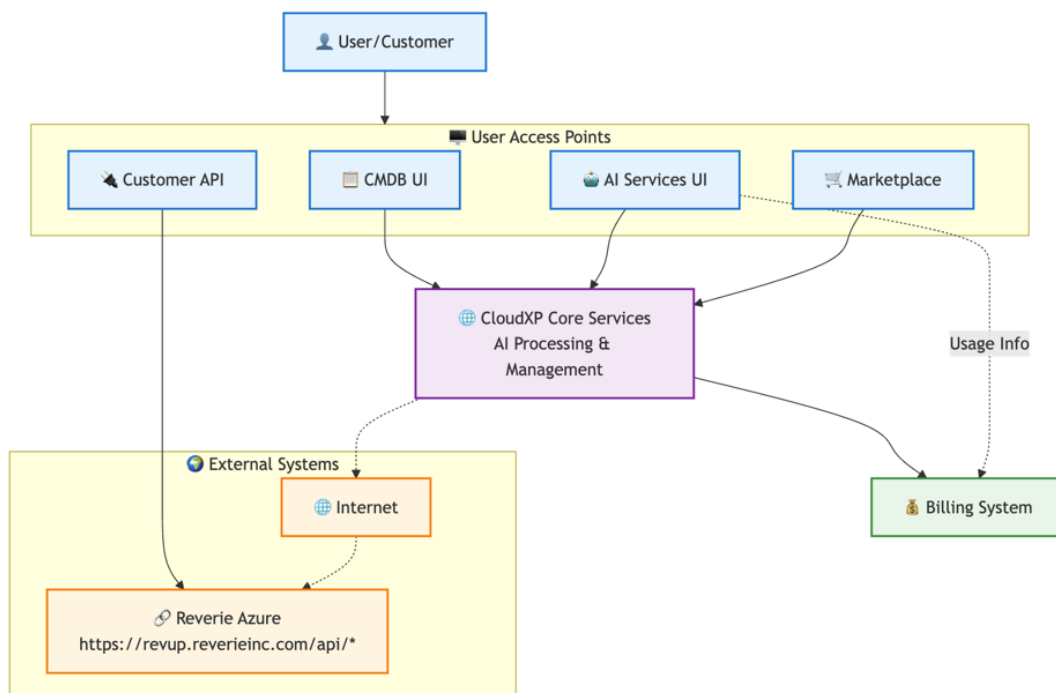 👤 User/Customer
🖥️ User Access Points
🔌 Customer API
📋 CMDB UI
🤖 AI Services UI
🛒 Marketplace
🌐 CloudXP Core Services
AI Processing &
Management
Usage Info
🌍 External Systems
🌐 Internet
💰 Billing System
🔗 Reverie Azure
https://revup.reverieinc.com/api/*